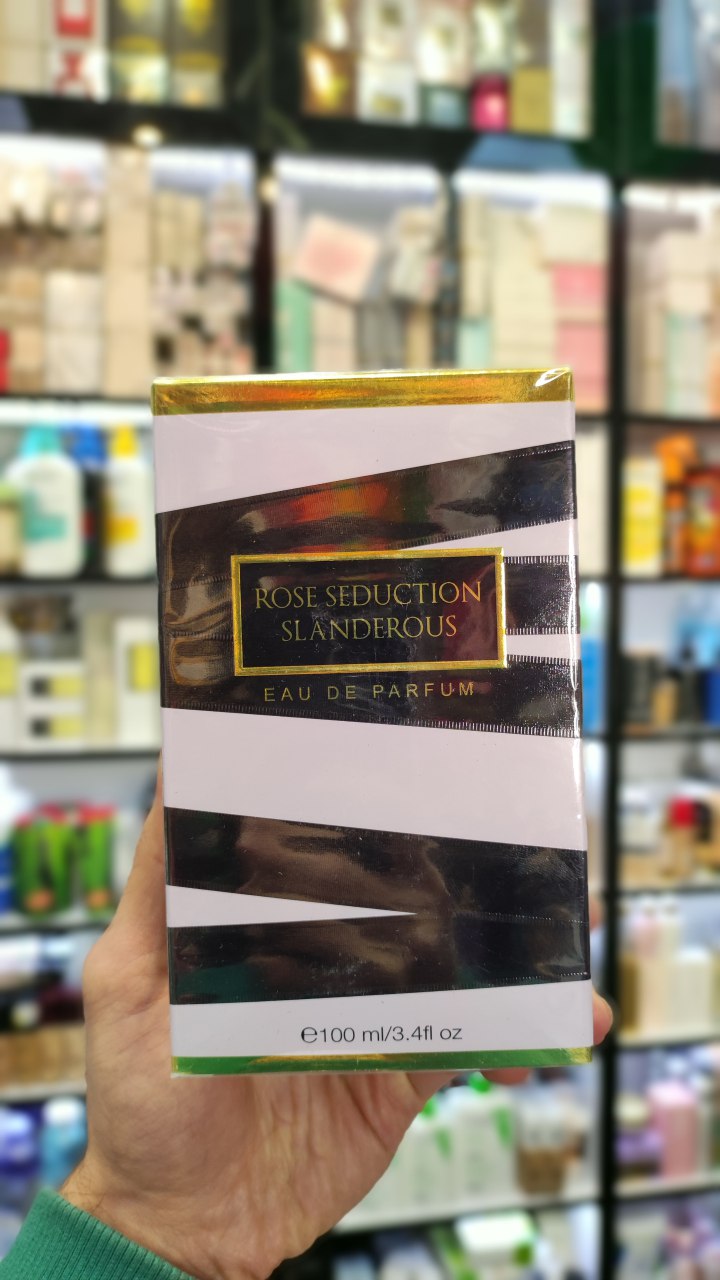 ROSE SEDUCTION
SLANDEROUS
EAU DE PARFUM
℮100 ml/3.4fl oz